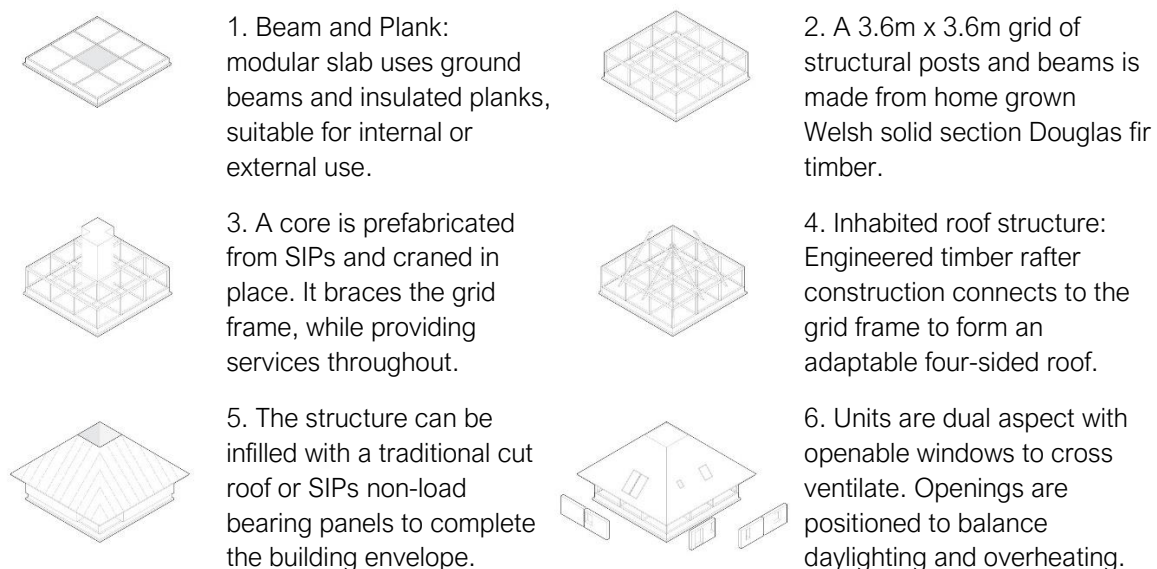 1. Beam and Plank:
modular slab uses ground
beams and insulated planks,
suitable for internal or
external use.
2. A 3.6m x 3.6m grid of
structural posts and beams is
made from home grown
Welsh solid section Douglas fir
timber.
3. A core is prefabricated
from SIPs and craned in
place. It braces the grid
frame, while providing
services throughout.
4. Inhabited roof structure:
Engineered timber rafter
construction connects to the
grid frame to form an
adaptable four-sided roof.
5. The structure can be
infilled with a traditional cut
roof or SIPs non-load
bearing panels to complete
the building envelope.
6. Units are dual aspect with
openable windows to cross
ventilate. Openings are
positioned to balance
daylighting and overheating.